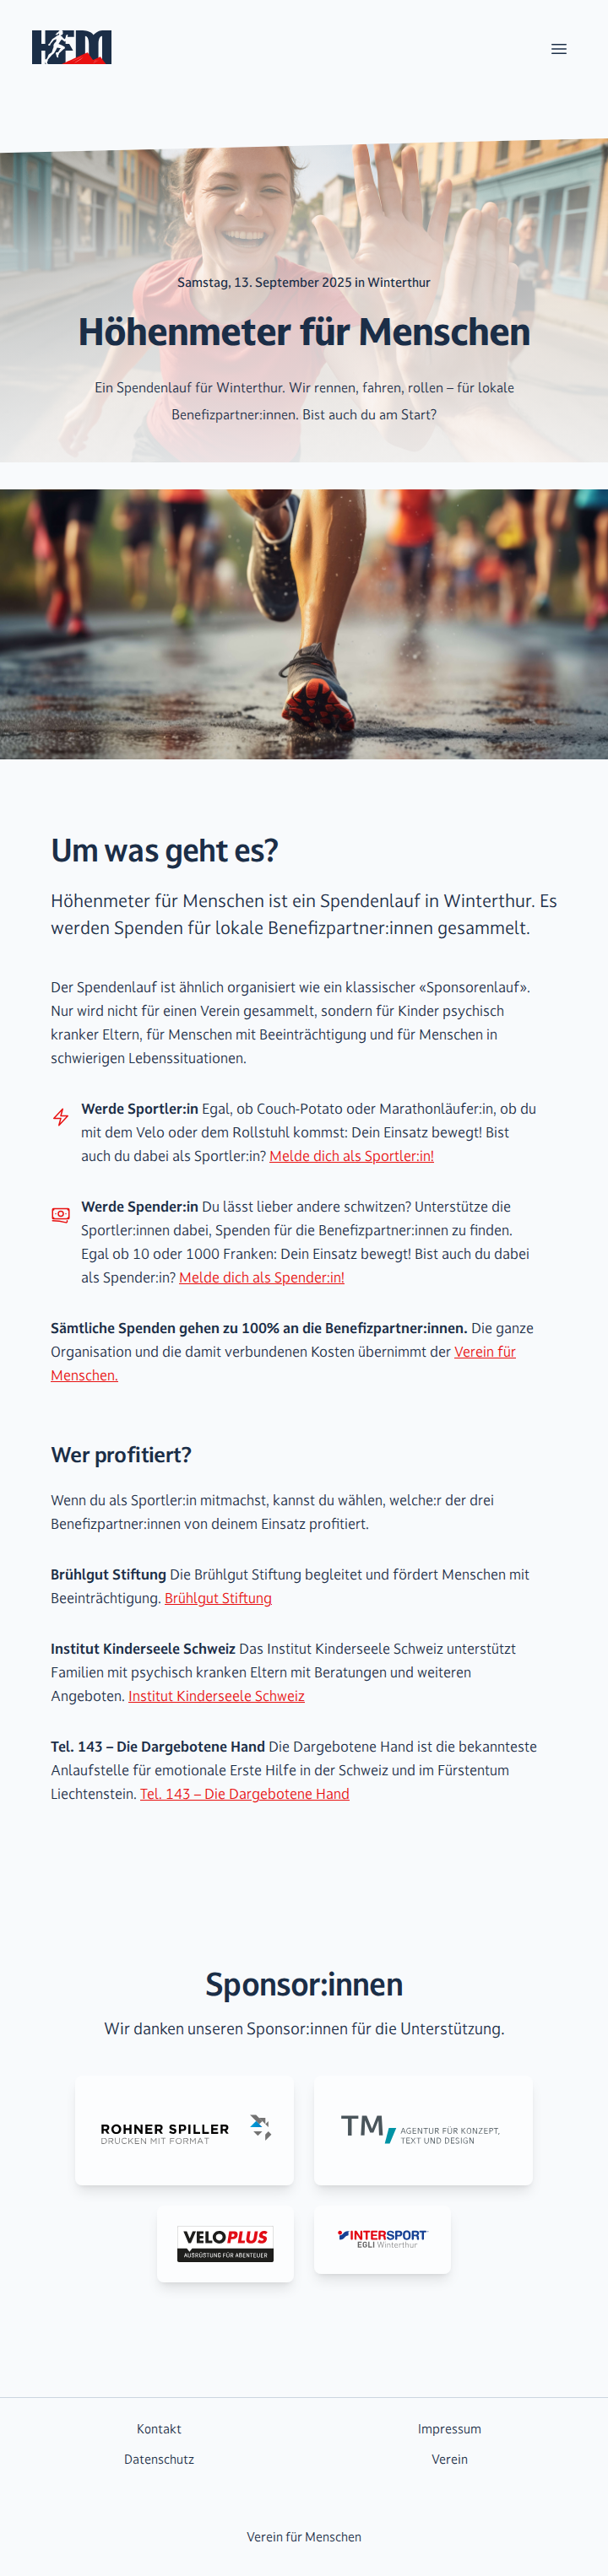 HFM
Samstag, 13. September 2025 in Winterthur
Höhenmeter für Menschen
Ein Spendenlauf für Winterthur. Wir rennen, fahren, rollen – für lokale
Benefizpartner:innen. Bist auch du am Start?
Um was geht es?
Höhenmeter für Menschen ist ein Spendenlauf in Winterthur. Es
werden Spenden für lokale Benefizpartner:innen gesammelt.
Der Spendenlauf ist ähnlich organisiert wie ein klassischer «Sponsorenlauf».
Nur wird nicht für einen Verein gesammelt, sondern für Kinder psychisch
kranker Eltern, für Menschen mit Beeinträchtigung und für Menschen in
schwierigen Lebenssituationen.
Werde Sportler:in Egal, ob Couch-Potato oder Marathonläufer:in, ob du
mit dem Velo oder dem Rollstuhl kommst: Dein Einsatz bewegt! Bist
auch du dabei als Sportler:in? Melde dich als Sportler:in!
Werde Spender:in Du lässt lieber andere schwitzen? Unterstütze die
Sportler:innen dabei, Spenden für die Benefizpartner:innen zu finden.
Egal ob 10 oder 1000 Franken: Dein Einsatz bewegt! Bist auch du dabei
als Spender:in? Melde dich als Spender:in!
Sämtliche Spenden gehen zu 100% an die Benefizpartner:innen. Die ganze
Organisation und die damit verbundenen Kosten übernimmt der Verein für
Menschen.
Wer profitiert?
Wenn du als Sportler:in mitmachst, kannst du wählen, welche:r der drei
Benefizpartner:innen von deinem Einsatz profitiert.
Brühlgut Stiftung Die Brühlgut Stiftung begleitet und fördert Menschen mit
Beeinträchtigung. Brühlgut Stiftung
Institut Kinderseele Schweiz Das Institut Kinderseele Schweiz unterstützt
Familien mit psychisch kranken Eltern mit Beratungen und weiteren
Angeboten. Institut Kinderseele Schweiz
Tel. 143 – Die Dargebotene Hand Die Dargebotene Hand ist die bekannteste
Anlaufstelle für emotionale Erste Hilfe in der Schweiz und im Fürstentum
Liechtenstein. Tel. 143 – Die Dargebotene Hand
Sponsor:innen
Wir danken unseren Sponsor:innen für die Unterstützung.
ROHNER SPILLER
DRUCKEN MIT FORMAT
TM
AGENTUR FÜR KONZEPT,
TEXT UND DESIGN
VELOPLUS
AUSRÜSTUNG FÜR ABENTEUER
INTERSPORT
EGLI Winterthur
Kontakt
Impressum
Datenschutz
Verein
Verein für Menschen